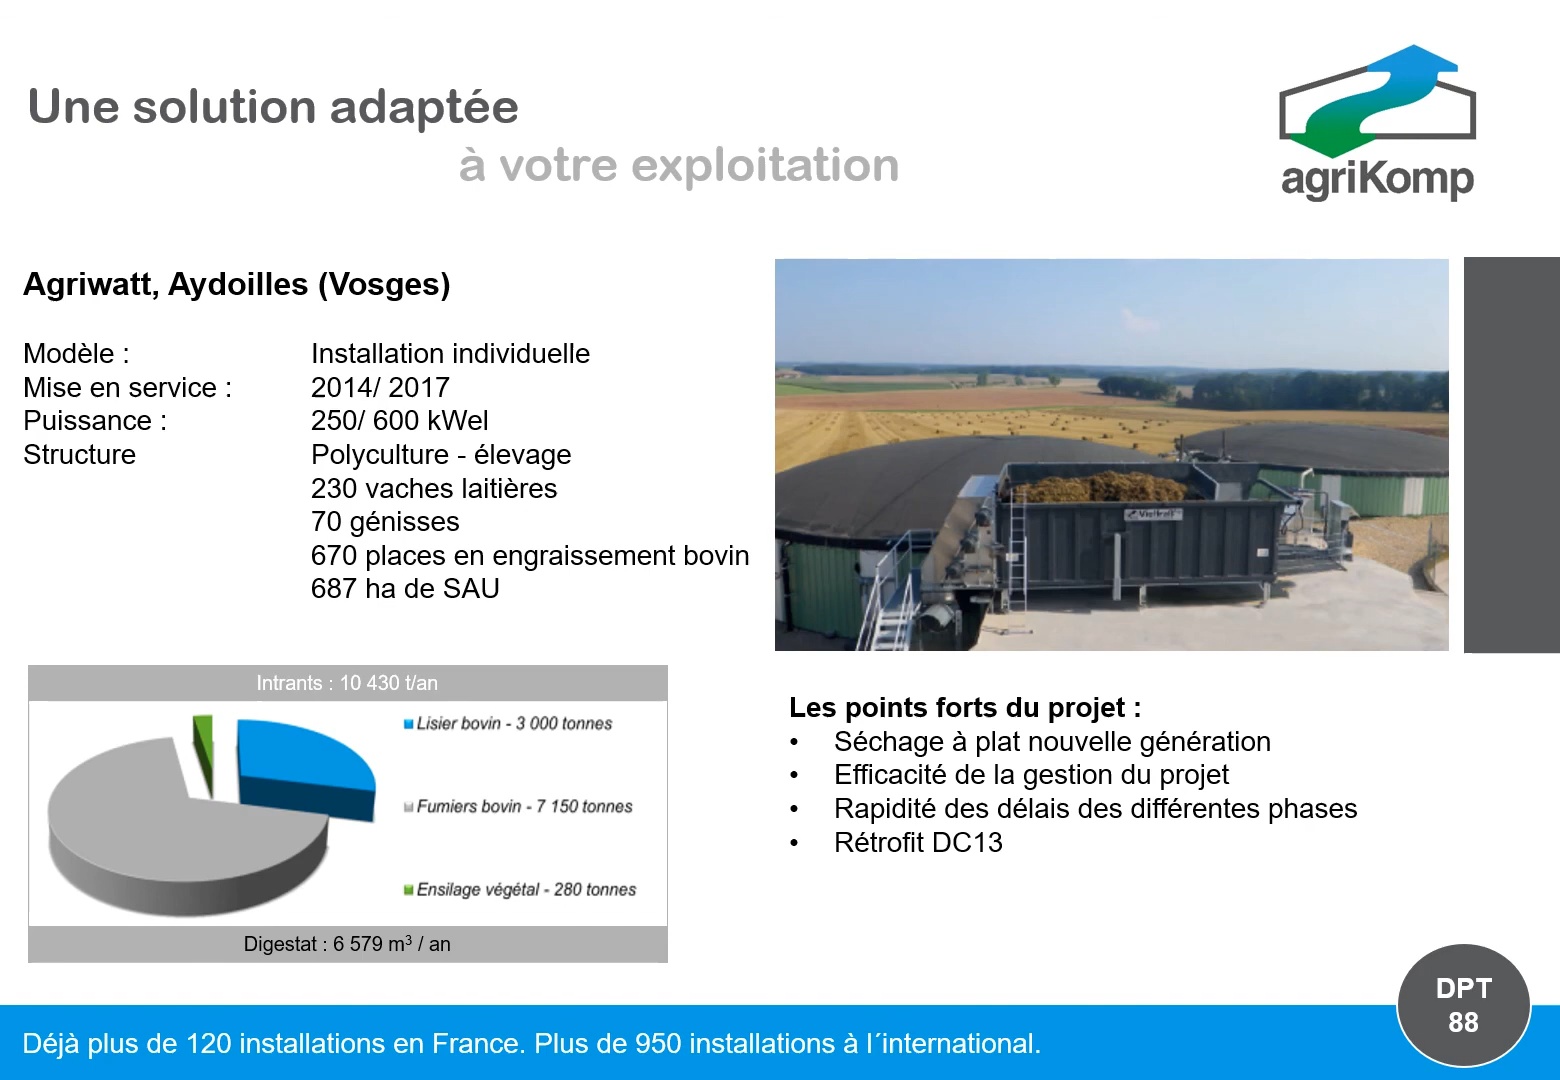 Une solution adaptée
à votre exploitation
agriKomp
Agriwatt, Aydoilles (Vosges)
Modèle : Installation individuelle
Mise en service : 2014/ 2017
Puissance : 250/ 600 kWel
Structure Polyculture - élevage
230 vaches laitières
70 génisses
670 places en engraissement bovin
687 ha de SAU
Intrants : 10 430 t/an
Lisier bovin - 3 000 tonnes
Fumiers bovin - 7 150 tonnes
Ensilage végétal - 280 tonnes
Digestat : 6 579 m³ / an
Les points forts du projet :
• Séchage à plat nouvelle génération
• Efficacité de la gestion du projet
• Rapidité des délais des différentes phases
• Rétrofit DC13
DPT
88
Déjà plus de 120 installations en France. Plus de 950 installations à l´international.